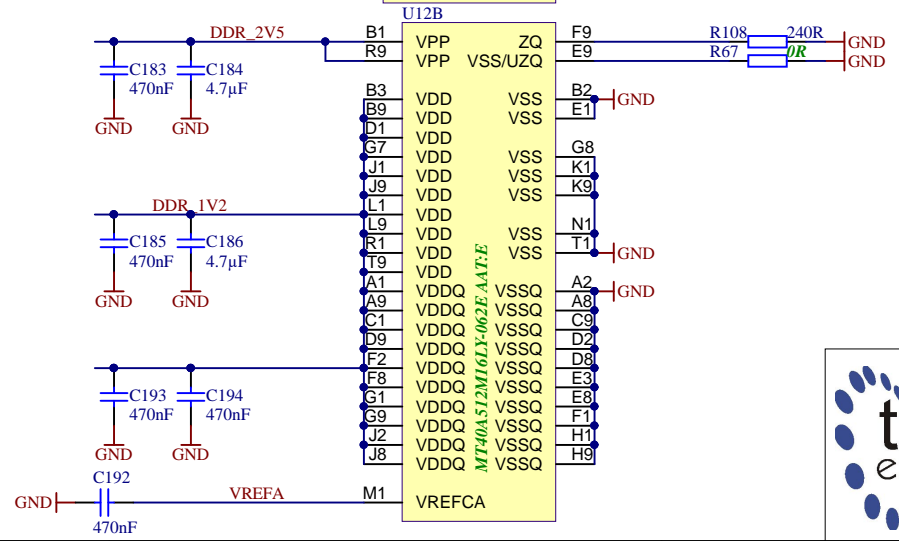 U12B
DDR_2V5 B1 VPP ZQ F9 R108 240R GND
R9 VPP VSS/UZQ E9 R67 0R GND
C183 C184
470nF 4.7µF
GND GND
B3 VDD VSS B2 GND
B9 VDD VSS E1
D1 VDD
G7 VDD VSS G8
J1 VDD VSS K1
J9 VDD VSS K9
DDR_1V2 L1 VDD
L9 VDD VSS N1
R1 VDD VSS T1 GND
T9 VDD
C185 C186
470nF 4.7µF
GND GND
A1 VDDQ VSSQ A2 GND
A9 VDDQ VSSQ A8
C1 VDDQ VSSQ C9
D9 VDDQ VSSQ D2
F2 VDDQ VSSQ D8
F8 VDDQ VSSQ E3
G1 VDDQ VSSQ E8
G9 VDDQ VSSQ F1
J2 VDDQ VSSQ H1
J8 VDDQ VSSQ H9
C193 C194
470nF 470nF
GND GND
C192
GND VREFA M1 VREFCA
470nF
MT40A512M16LY-062E AAT:E
t
e